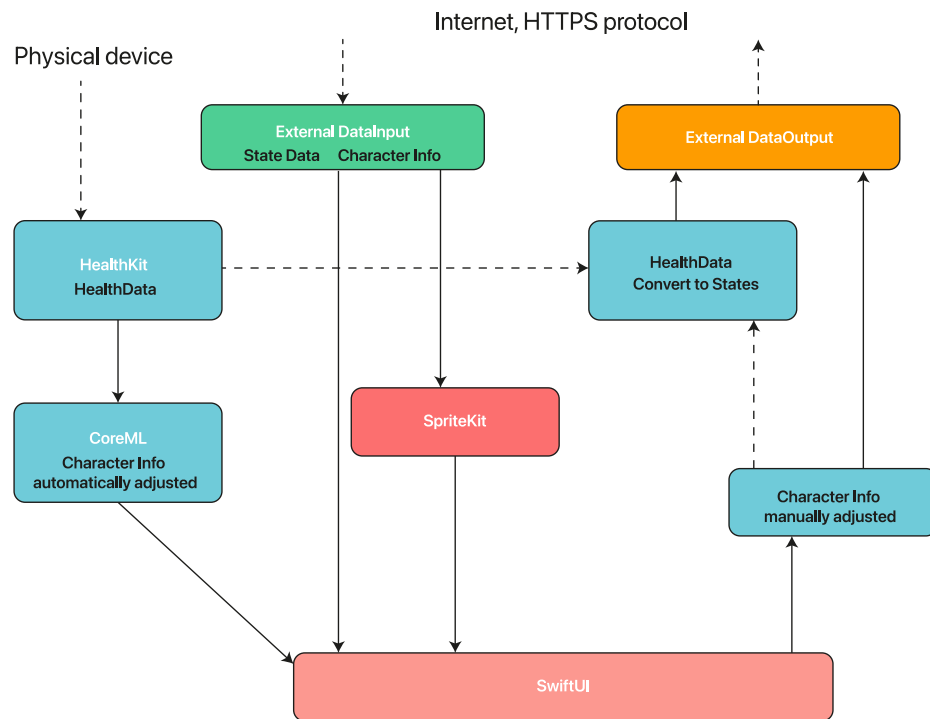 Internet, HTTPS protocol
Physical device
External DataInput
State Data Character Info
External DataOutput
HealthKit
HealthData
HealthData
Convert to States
CoreML
Character Info
automatically adjusted
SpriteKit
Character Info
manually adjusted
SwiftUI